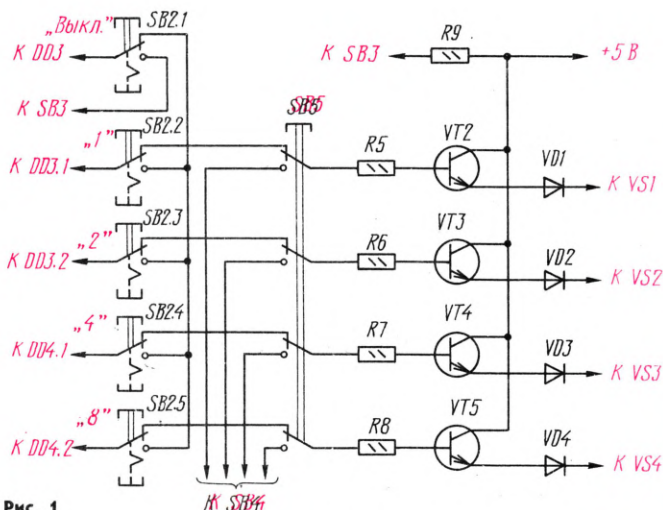 „Выкл." SB2.1
К DD3
К SB3
R9
К SB3
+5 В
„1" SB2.2
К DD3.1
SB5
R5
VT2
VD1
К VS1
„2" SB2.3
К DD3.2
R6
VT3
VD2
К VS2
„4" SB2.4
К DD4.1
R7
VT4
VD3
К VS3
„8" SB2.5
К DD4.2
R8
VT5
VD4
К VS4
К SB4
Рис. 1